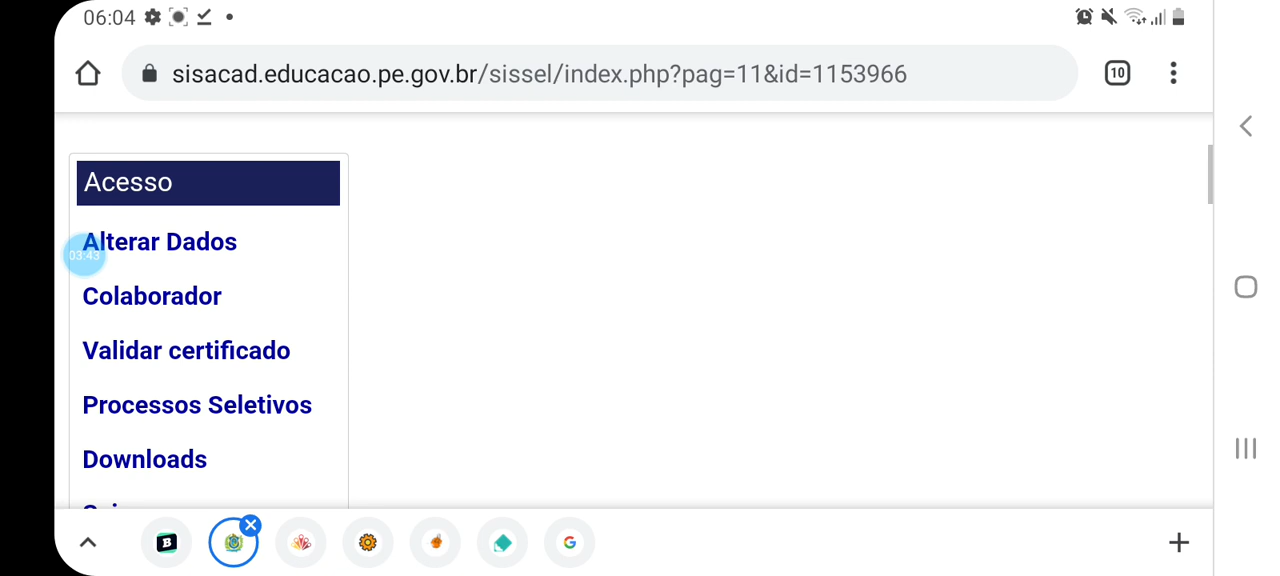 06:04
sisacad.educacao.pe.gov.br/sissel/index.php?pag=11&id=1153966
10
Acesso
Alterar Dados
03:43
Colaborador
Validar certificado
Processos Seletivos
Downloads
B
G